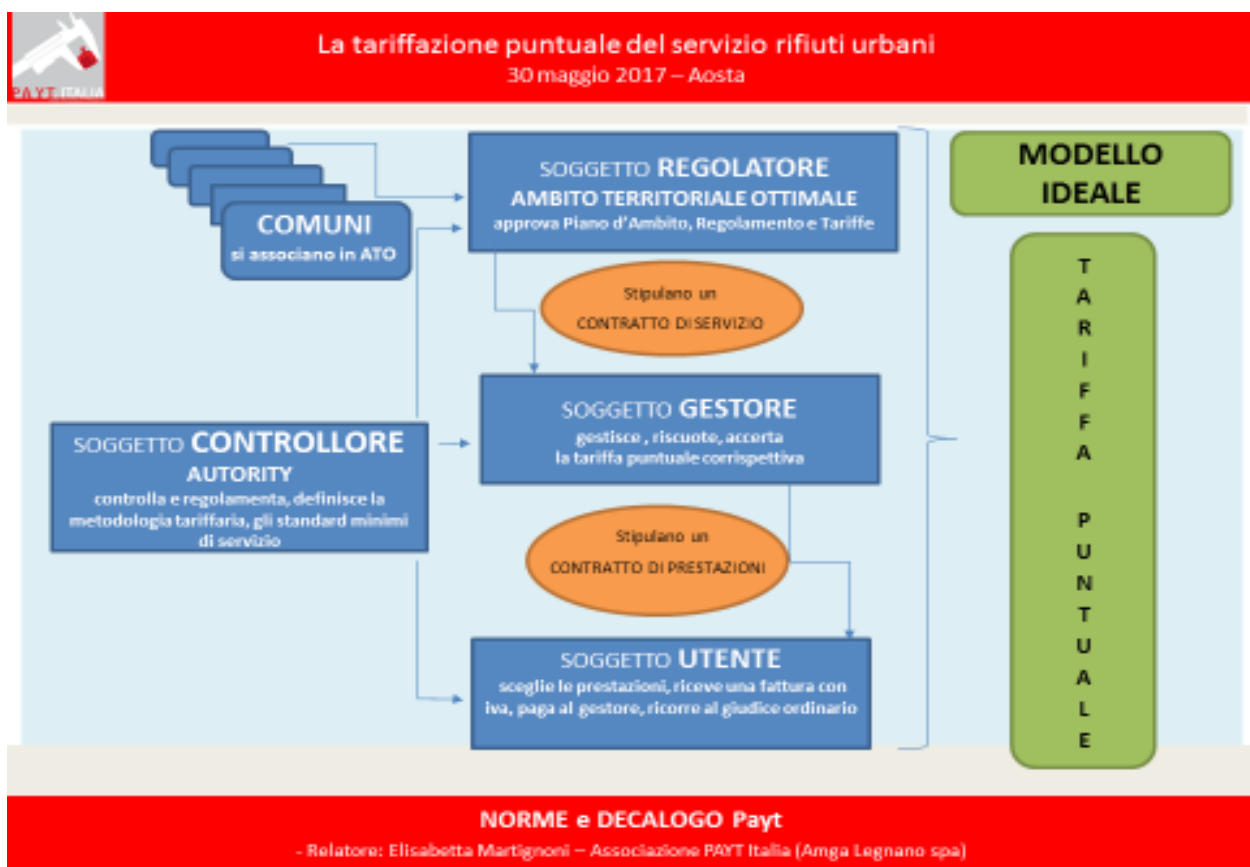 La tariffazione puntuale del servizio rifiuti urbani
30 maggio 2017 – Aosta
PAYT ITALIA
COMUNI
si associano in ATO
SOGGETTO REGOLATORE
AMBITO TERRITORIALE OTTIMALE
approva Piano d'Ambito, Regolamento e Tariffe
Stipulano un
CONTRATTO DI SERVIZIO
SOGGETTO CONTROLLORE
AUTORITY
controlla e regolamenta, definisce la
metodologia tariffaria, gli standard minimi
di servizio
SOGGETTO GESTORE
gestisce , riscuote, accerta
la tariffa puntuale corrispettiva
Stipulano un
CONTRATTO DI PRESTAZIONI
SOGGETTO UTENTE
sceglie le prestazioni, riceve una fattura con
iva, paga al gestore, ricorre al giudice ordinario
MODELLO
IDEALE
T
A
R
I
F
F
A
P
U
N
T
U
A
L
E
NORME e DECALOGO Payt
- Relatore: Elisabetta Martignoni – Associazione PAYT Italia (Amga Legnano spa)